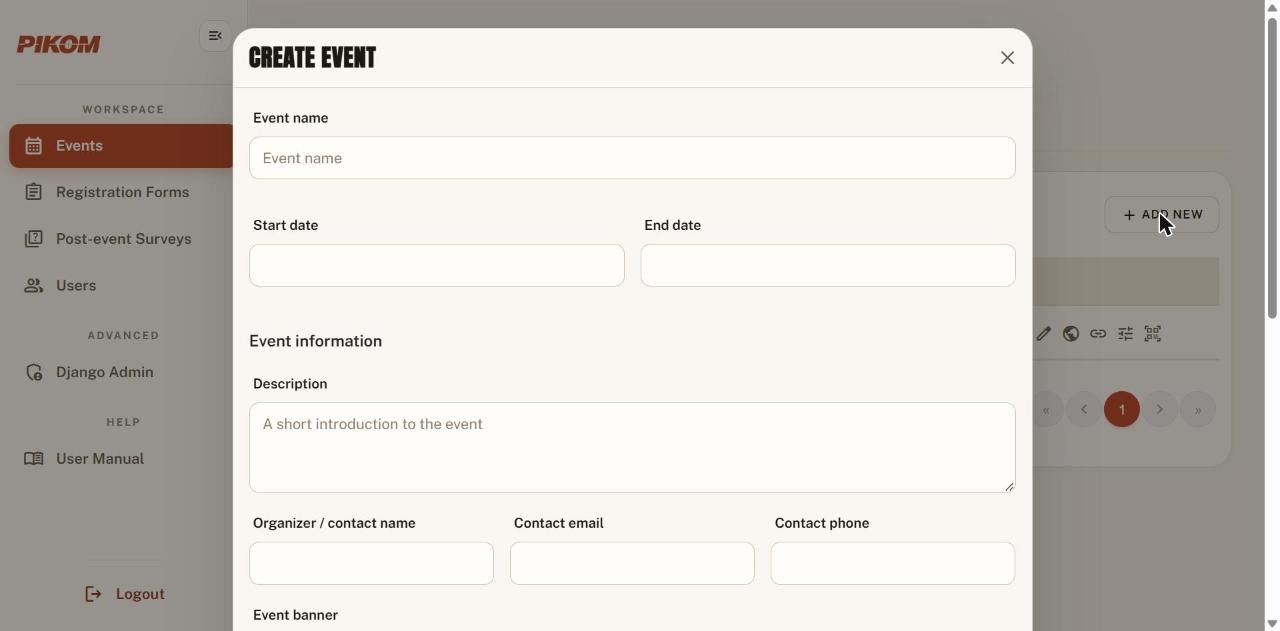 PIKOM
WORKSPACE
Events
Registration Forms
Post-event Surveys
Users
ADVANCED
Django Admin
HELP
User Manual
Logout
CREATE EVENT
Event name
Event name
Start date
End date
Event information
Description
A short introduction to the event
Organizer / contact name
Contact email
Contact phone
Event banner
+ ADD NEW
« ‹ 1 › »